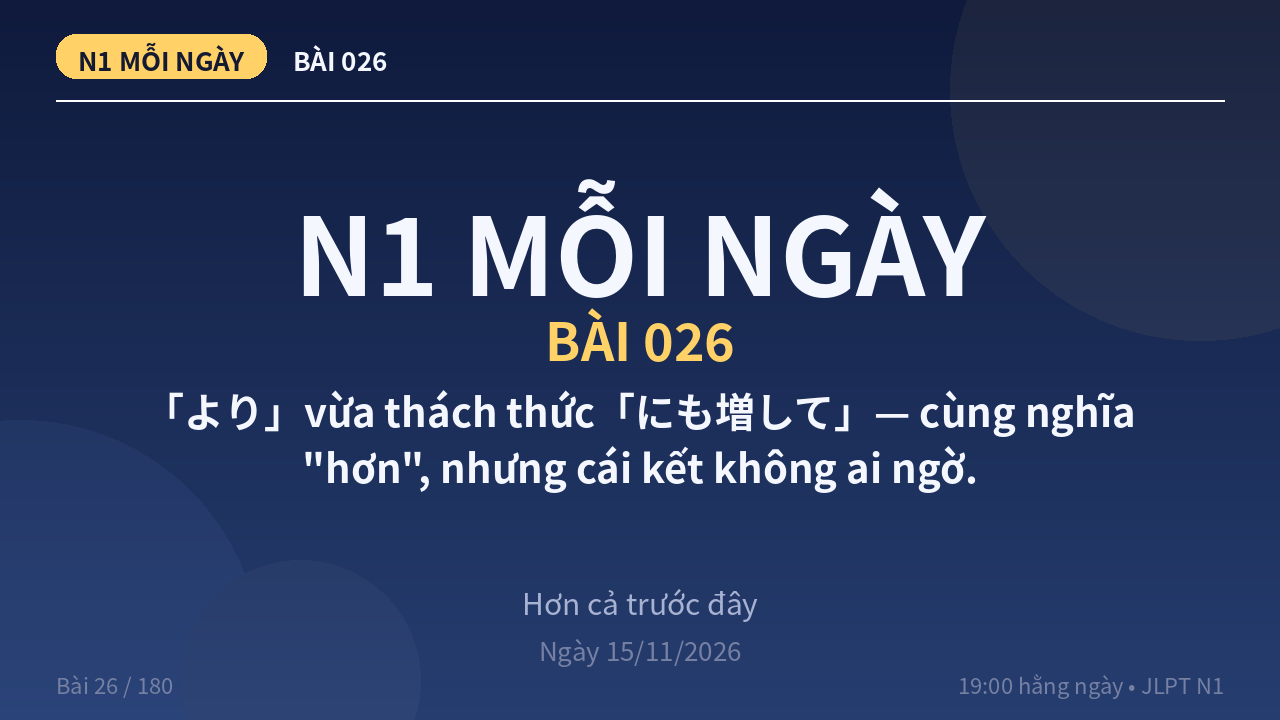 N1 MỖI NGÀY
BÀI 026
N1 MỖI NGÀY
BÀI 026
「より」vừa thách thức「にも増して」— cùng nghĩa
"hơn", nhưng cái kết không ai ngờ.
Hơn cả trước đây
Ngày 15/11/2026
Bài 26 / 180
19:00 hằng ngày • JLPT N1